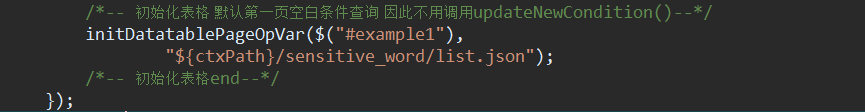 /*-- 初始化表格 默认第一页空白条件查询 因此不用调用updateNewCondition()--*/
initDatatablePageOpVar($("#example1"),
"${ctxPath}/sensitive_word/list.json");
/*-- 初始化表格end--*/
});